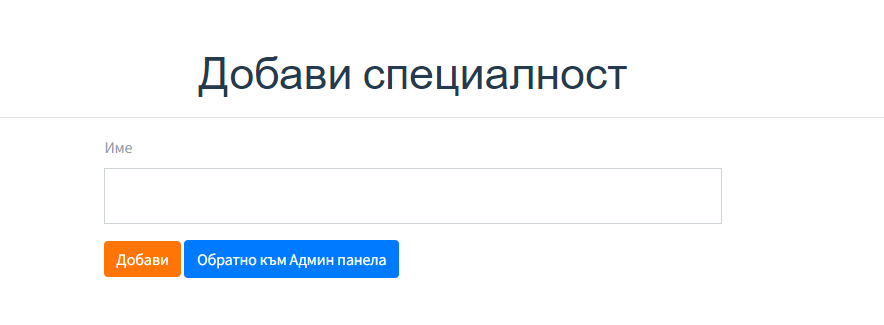 Добави специалност
Име
Добави
Обратно към Админ панела